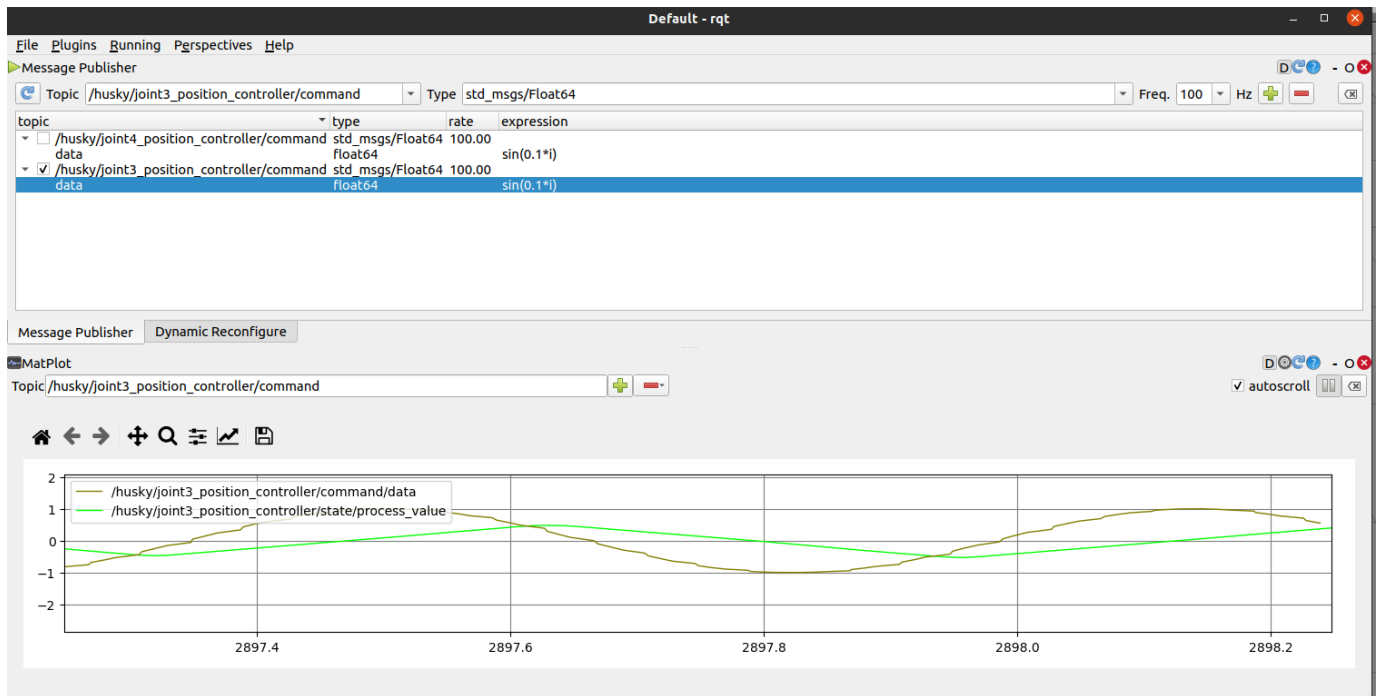 Default - rqt
File Plugins Running Perspectives Help
Message Publisher D ? - O
Topic /husky/joint3_position_controller/command Type std_msgs/Float64 Freq. 100 Hz
topic type rate expression
/husky/joint4_position_controller/command std_msgs/Float64 100.00
data float64 sin(0.1*i)
/husky/joint3_position_controller/command std_msgs/Float64 100.00
data float64 sin(0.1*i)
Message Publisher Dynamic Reconfigure
MatPlot D ? - O
Topic /husky/joint3_position_controller/command autoscroll
2
/husky/joint3_position_controller/command/data
1
/husky/joint3_position_controller/state/process_value
0
−1
−2
2897.4 2897.6 2897.8 2898.0 2898.2